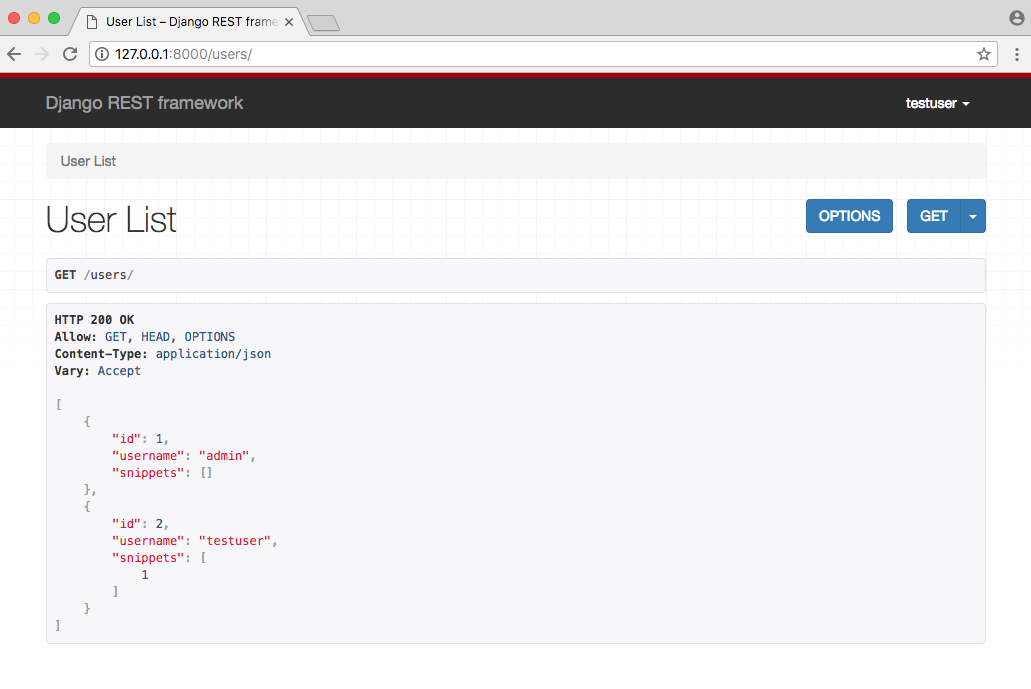 User List – Django REST frame
127.0.0.1:8000/users/
Django REST framework
testuser
User List
User List
OPTIONS
GET
GET /users/
HTTP 200 OK
Allow: GET, HEAD, OPTIONS
Content-Type: application/json
Vary: Accept
[
    {
        "id": 1,
        "username": "admin",
        "snippets": []
    },
    {
        "id": 2,
        "username": "testuser",
        "snippets": [
            1
        ]
    }
]